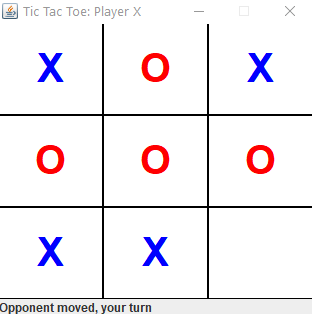 Tic Tac Toe: Player X
X O X
O O O
X X
Opponent moved, your turn